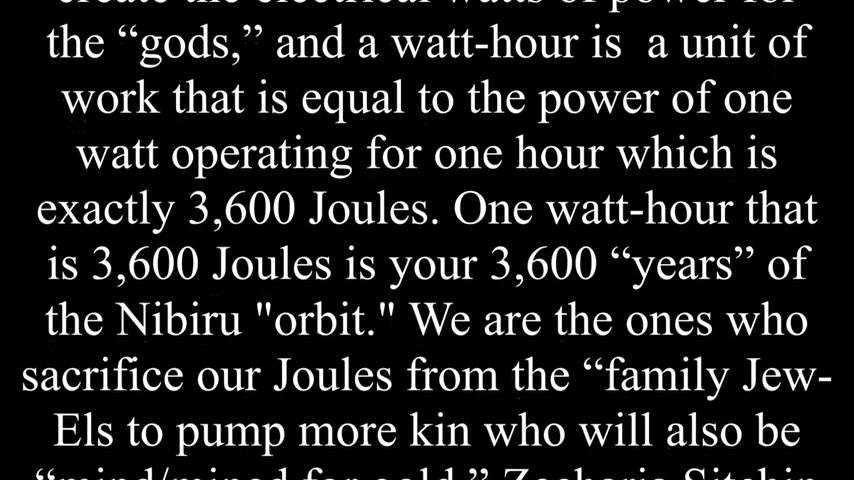 create the electrical watts of power for
the “gods,” and a watt-hour is  a unit of
work that is equal to the power of one
watt operating for one hour which is
exactly 3,600 Joules. One watt-hour that
is 3,600 Joules is your 3,600 “years” of
the Nibiru "orbit." We are the ones who
sacrifice our Joules from the “family Jew-
Els to pump more kin who will also be
“mind/mined for gold.” Zecharia Sitchin